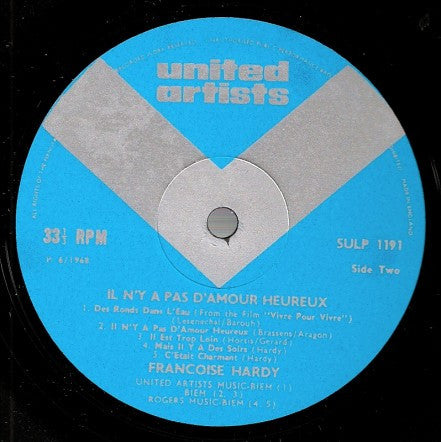 united
artists
33⅓ RPM
SULP 1191
℗ 6/1968
Side Two
IL N'Y A PAS D'AMOUR HEUREUX
1. Des Ronds Dans L'Eau (From the Film "Vivre Pour Vivre")
(Lesenechal/Barouh)
2. Il N'Y A Pas D'Amour Heureux (Brassens/Aragon)
3. Il Est Trop Loin (Hortis/Gerard)
4. Mais Il Y A Des Soirs (Hardy)
5. C'Etait Charmant (Hardy)
FRANCOISE HARDY
UNITED ARTISTS MUSIC-BIEM (1)
BIEM (2, 3)
ROGERS MUSIC-BIEM (4, 5)
MADE IN ENGLAND